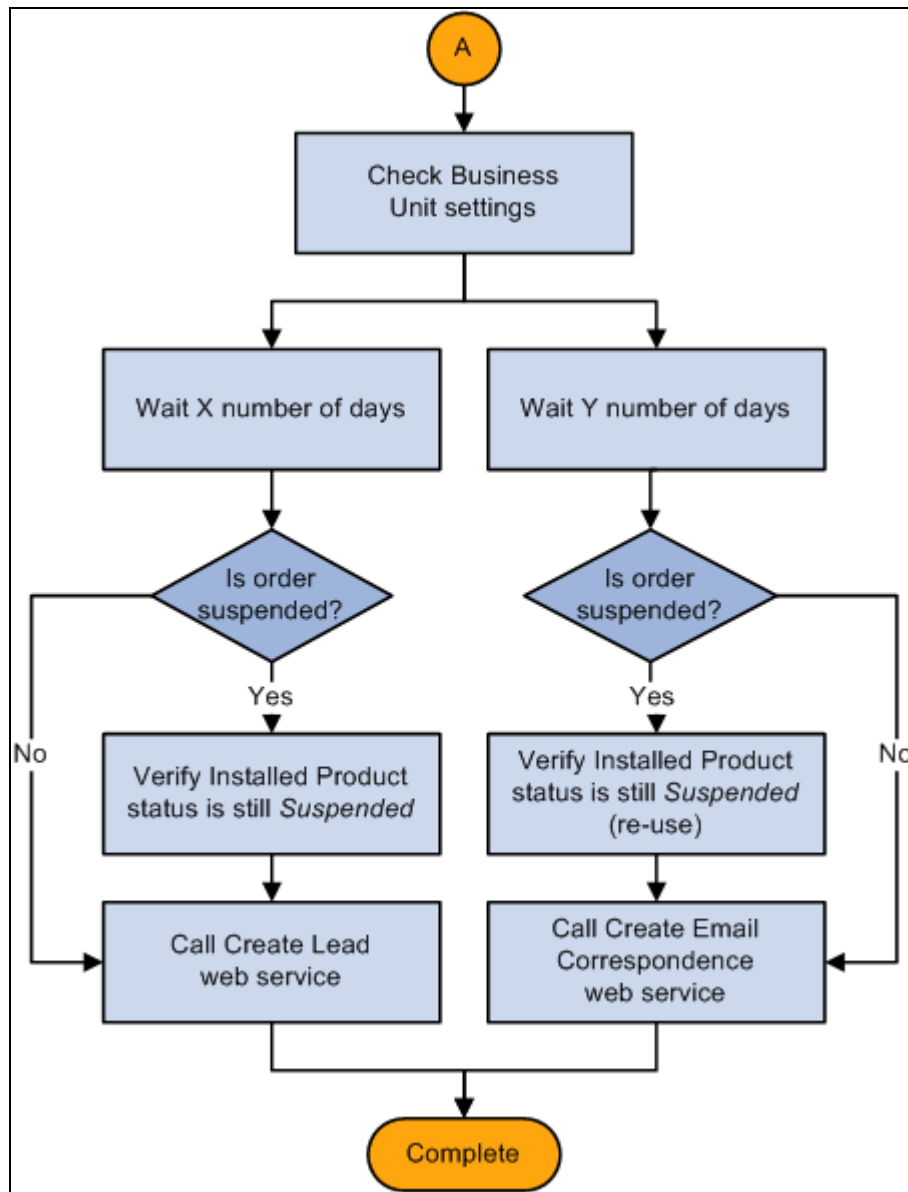 A
Check Business
Unit settings
Wait X number of days
Wait Y number of days
Is order
suspended?
Is order
suspended?
Yes
Yes
No
No
Verify Installed Product
status is still Suspended
Verify Installed Product
status is still Suspended
(re-use)
Call Create Lead
web service
Call Create Email
Correspondence
web service
Complete